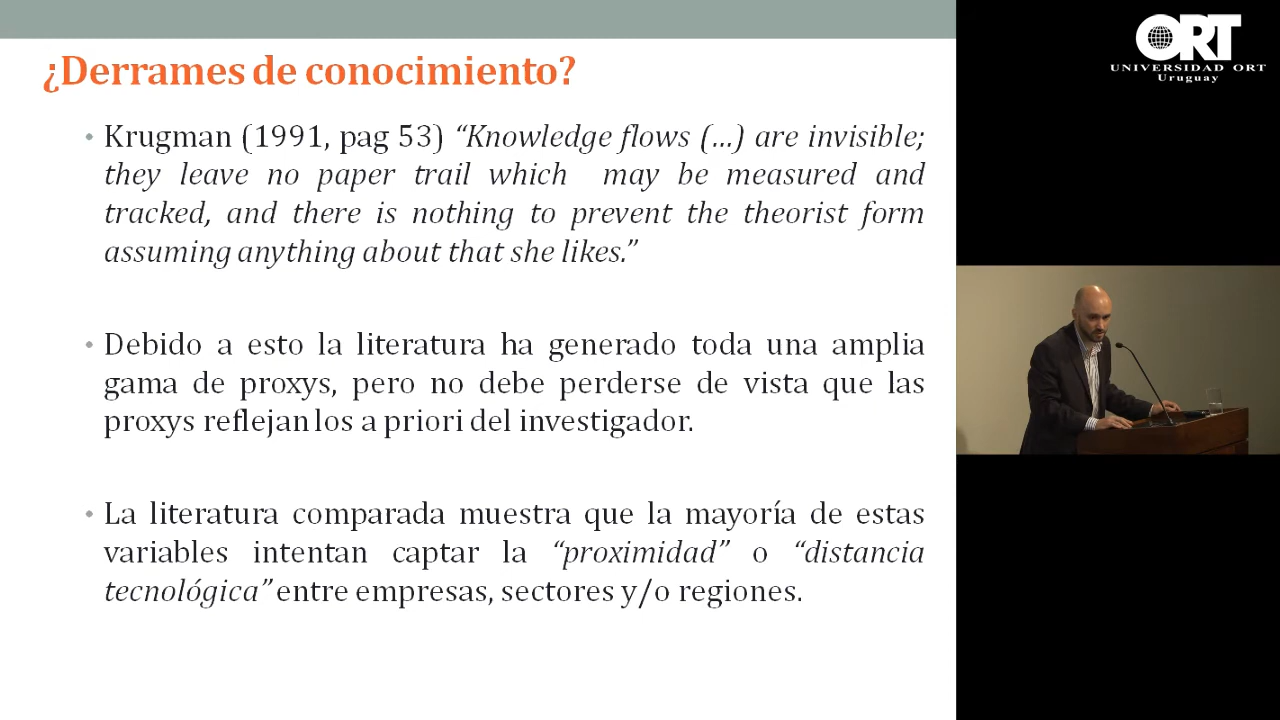 ¿Derrames de conocimiento?
• Krugman (1991, pag 53) “Knowledge flows (…) are invisible;
they leave no paper trail which may be measured and
tracked, and there is nothing to prevent the theorist form
assuming anything about that she likes.”
• Debido a esto la literatura ha generado toda una amplia
gama de proxys, pero no debe perderse de vista que las
proxys reflejan los a priori del investigador.
• La literatura comparada muestra que la mayoría de estas
variables intentan captar la “proximidad” o “distancia
tecnológica” entre empresas, sectores y/o regiones.
ORT
UNIVERSIDAD ORT
Uruguay